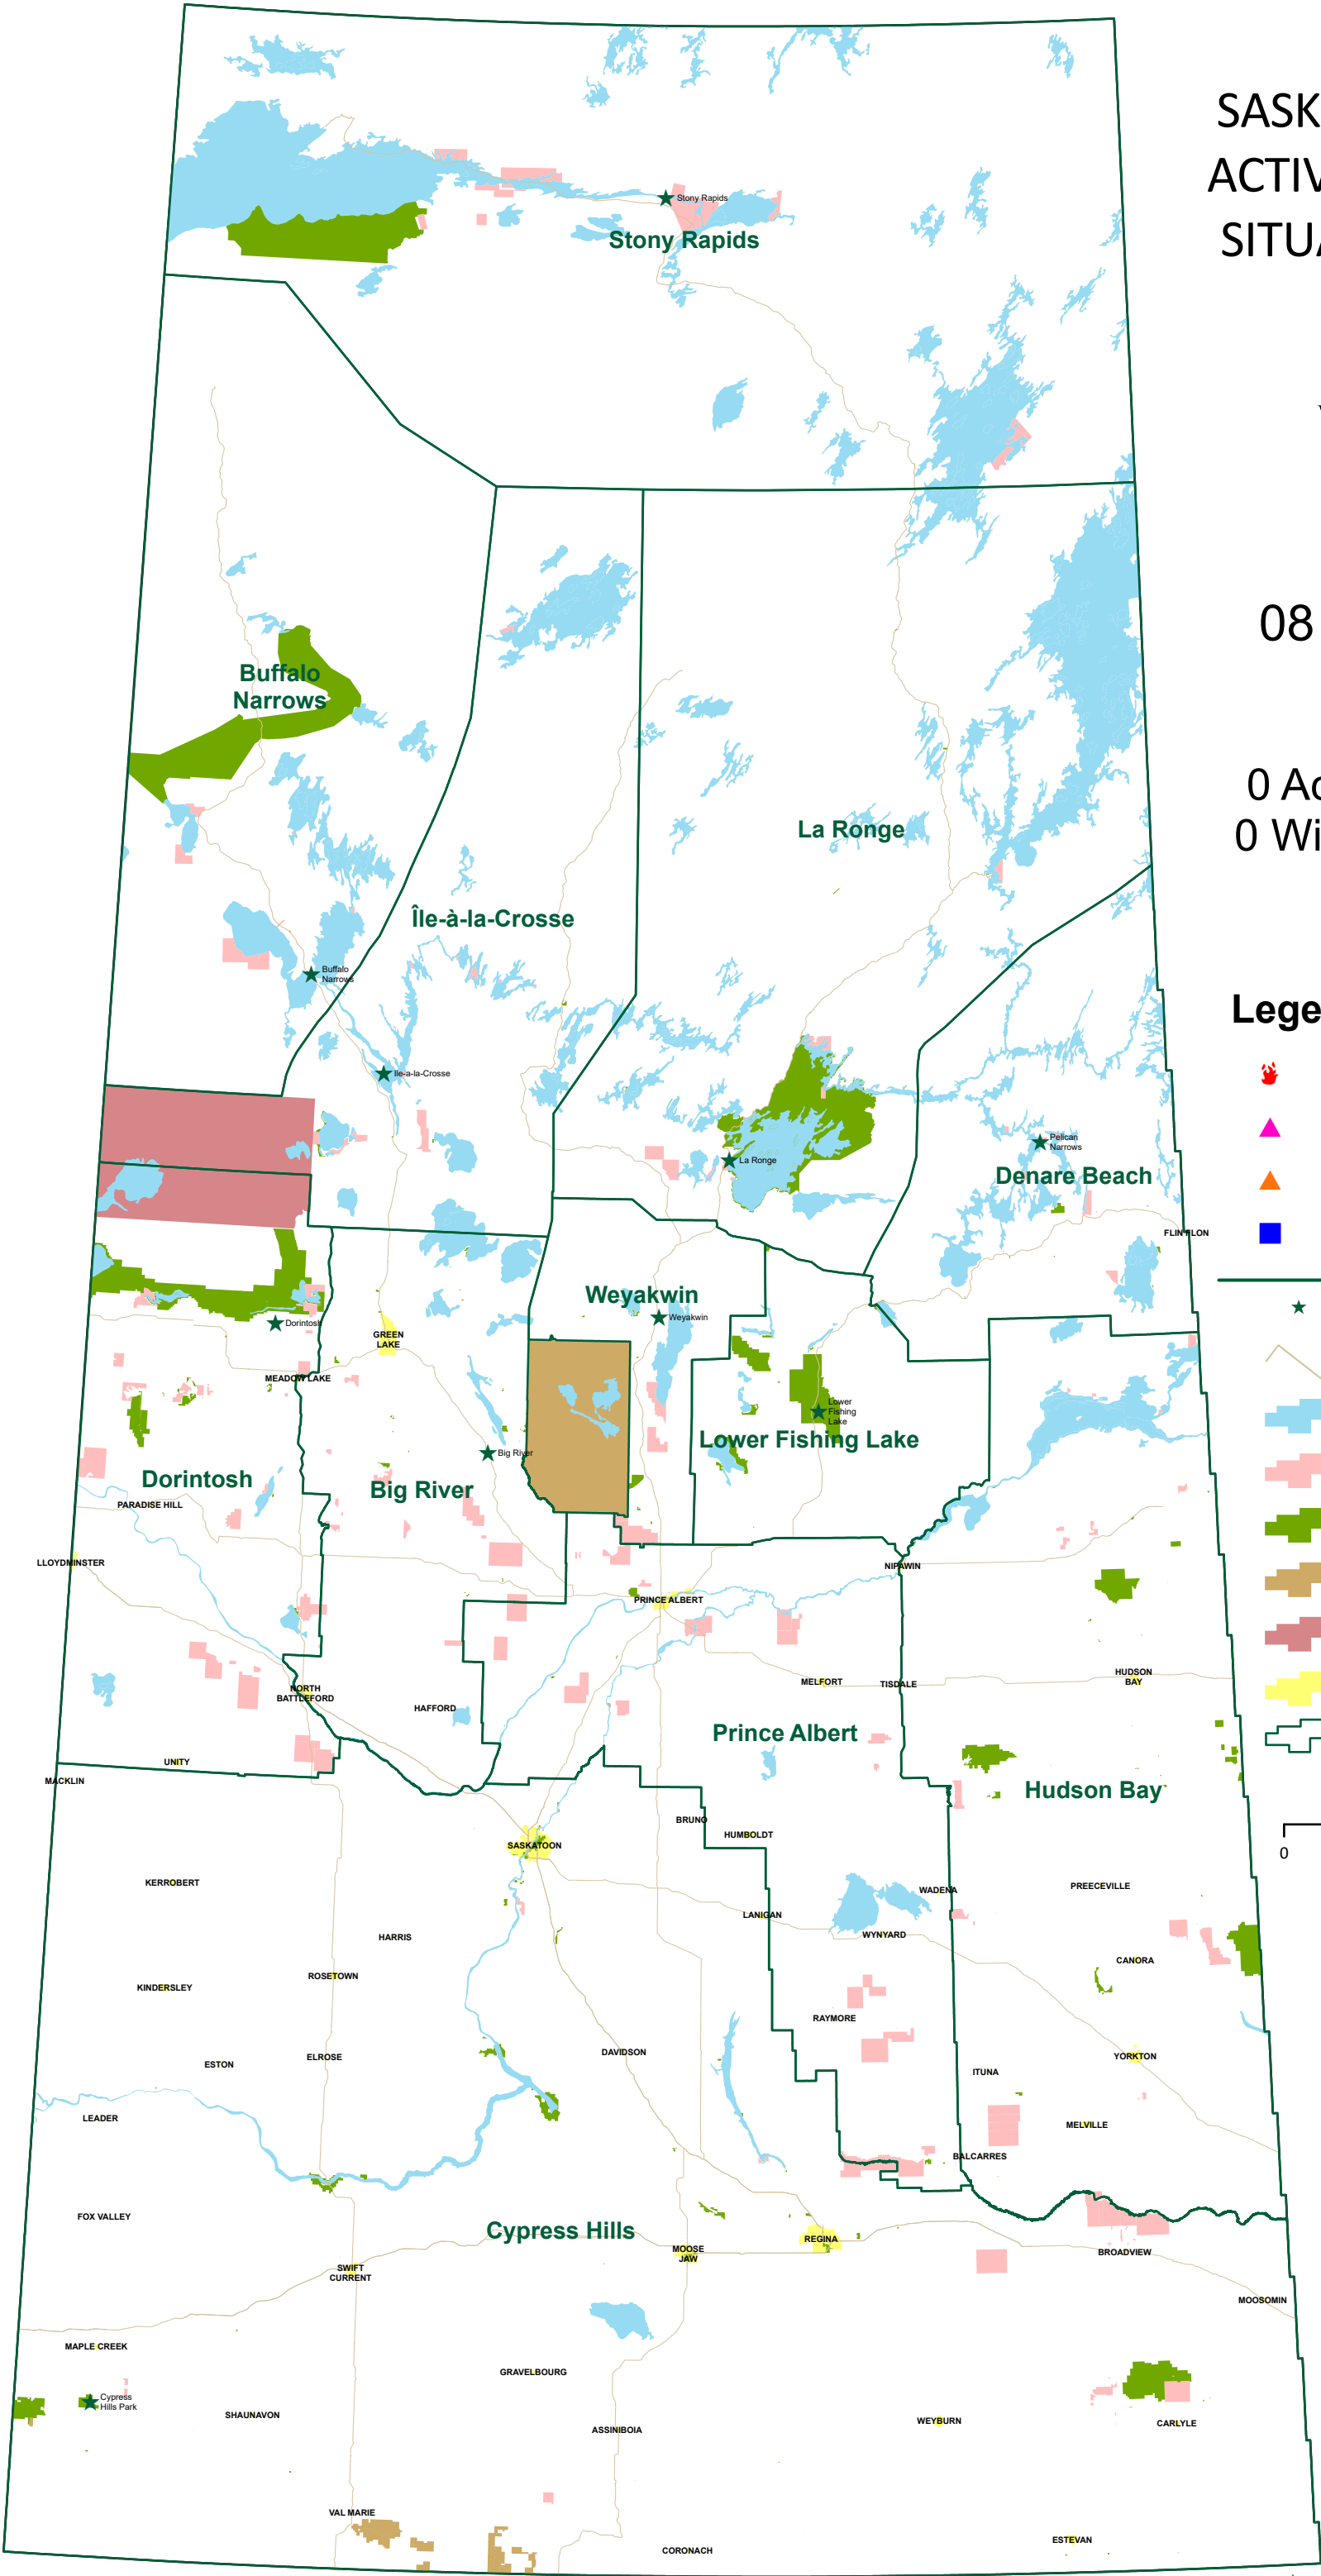 SASK
ACTIV
SITUA
08
0 Ac
0 Wi
Lege
0
Stony Rapids
Stony Rapids
Buffalo
Narrows
La Ronge
Île-à-la-Crosse
Buffalo
Narrows
Ile-a-la-Crosse
Pelican
Narrows
La Ronge
Denare Beach
FLIN FLON
Weyakwin
Weyakwin
Dorintosh
GREEN
LAKE
MEADOW LAKE
Lower
Fishing
Lake
Lower Fishing Lake
Big River
Dorintosh
Big River
PARADISE HILL
LLOYDMINSTER
NIPAWIN
PRINCE ALBERT
HUDSON
BAY
MELFORT
TISDALE
NORTH
BATTLEFORD
HAFFORD
Prince Albert
UNITY
MACKLIN
Hudson Bay
BRUNO
HUMBOLDT
SASKATOON
KERROBERT
PREECEVILLE
WADENA
LANIGAN
WYNYARD
HARRIS
CANORA
ROSETOWN
KINDERSLEY
RAYMORE
DAVIDSON
YORKTON
ELROSE
ESTON
ITUNA
LEADER
MELVILLE
BALCARRES
FOX VALLEY
Cypress Hills
REGINA
MOOSE
JAW
BROADVIEW
SWIFT
CURRENT
MOOSOMIN
MAPLE CREEK
GRAVELBOURG
Cypress
Hills Park
SHAUNAVON
WEYBURN
CARLYLE
ASSINIBOIA
VAL MARIE
ESTEVAN
CORONACH